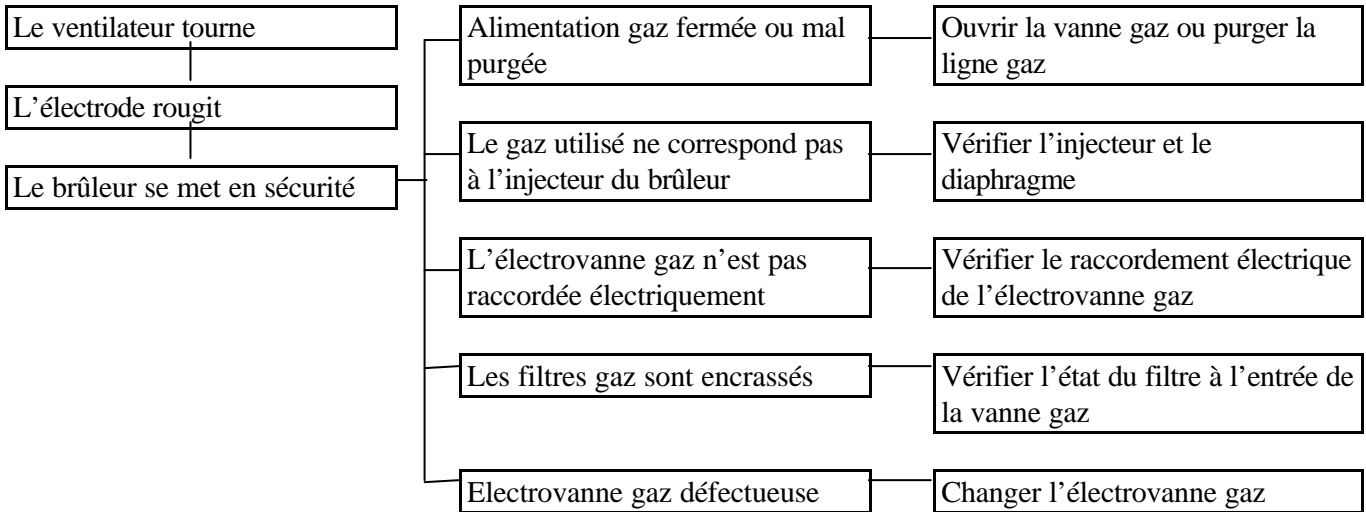 Le ventilateur tourne
L'électrode rougit
Le brûleur se met en sécurité
Alimentation gaz fermée ou mal
purgée
Ouvrir la vanne gaz ou purger la
ligne gaz
Le gaz utilisé ne correspond pas
à l'injecteur du brûleur
Vérifier l'injecteur et le
diaphragme
L'électrovanne gaz n'est pas
raccordée électriquement
Vérifier le raccordement électrique
de l'électrovanne gaz
Les filtres gaz sont encrassés
Vérifier l'état du filtre à l'entrée de
la vanne gaz
Electrovanne gaz défectueuse
Changer l'électrovanne gaz